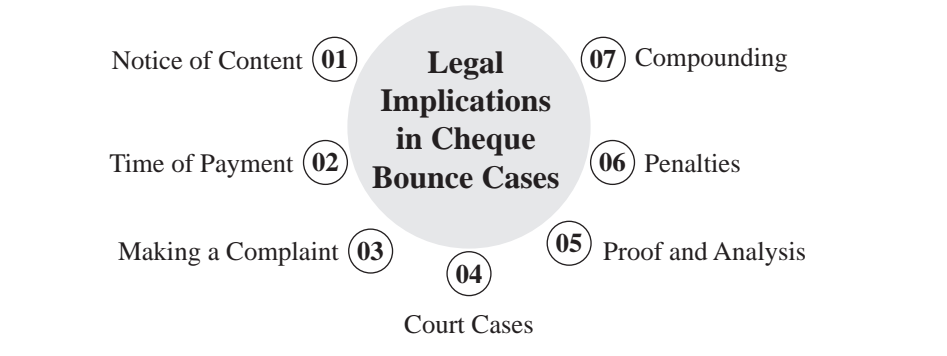 Legal
Implications
in Cheque
Bounce Cases
Notice of Content 01
Time of Payment 02
Making a Complaint 03
04
Court Cases
05 Proof and Analysis
06 Penalties
07 Compounding